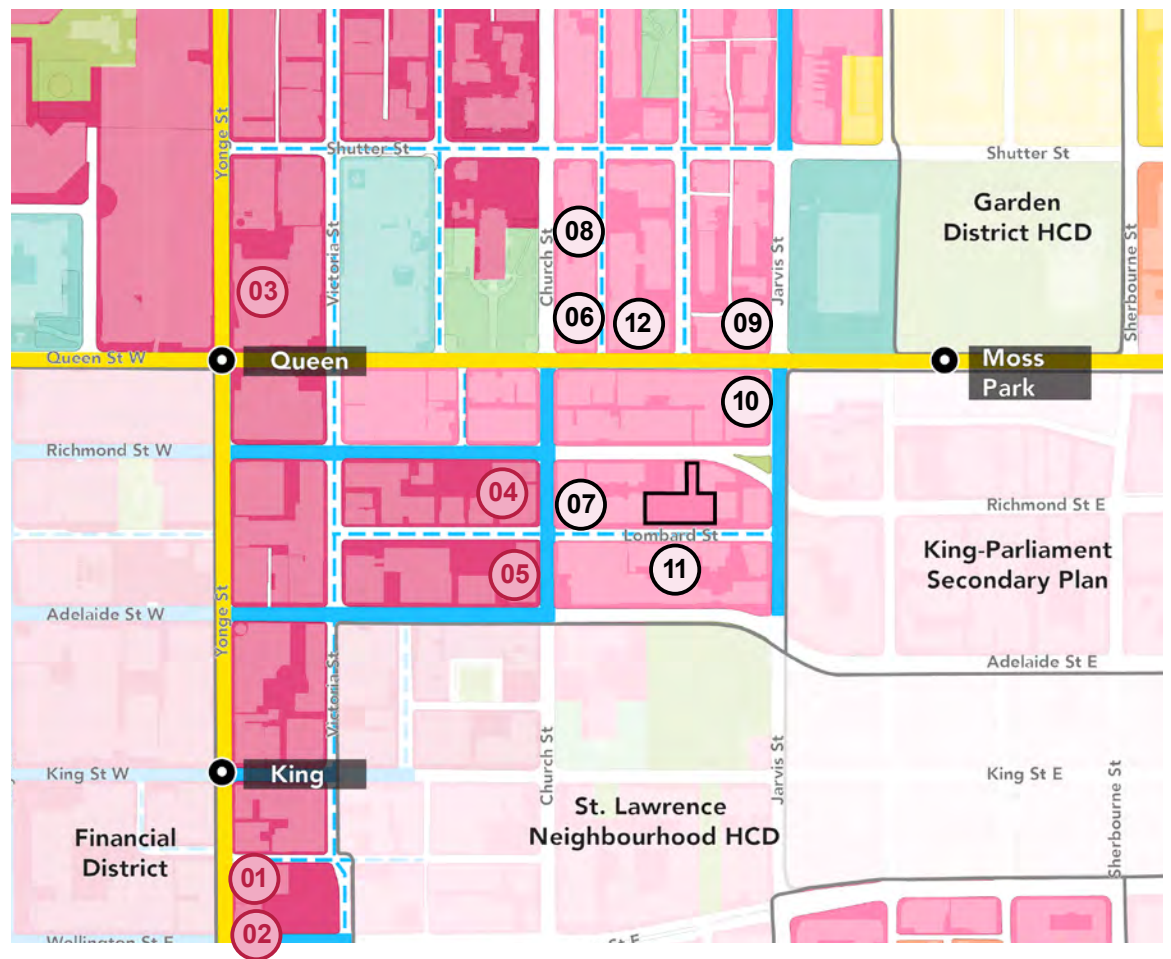 Yonge St
Shutter St
Shutter St
Garden
District HCD
Victoria St
Church St
Jarvis St
Sherbourne St
08
03
06
12
09
Queen St W
Queen
Moss
Park
10
Richmond St W
04
07
Richmond St E
Lombard St
05
11
King-Parliament
Secondary Plan
Adelaide St W
Yonge St
Adelaide St E
Victoria St
Church St
Jarvis St
King St W
King
King St E
Sherbourne St
St. Lawrence
Neighbourhood HCD
Financial
District
01
02
Wellington St E
St E